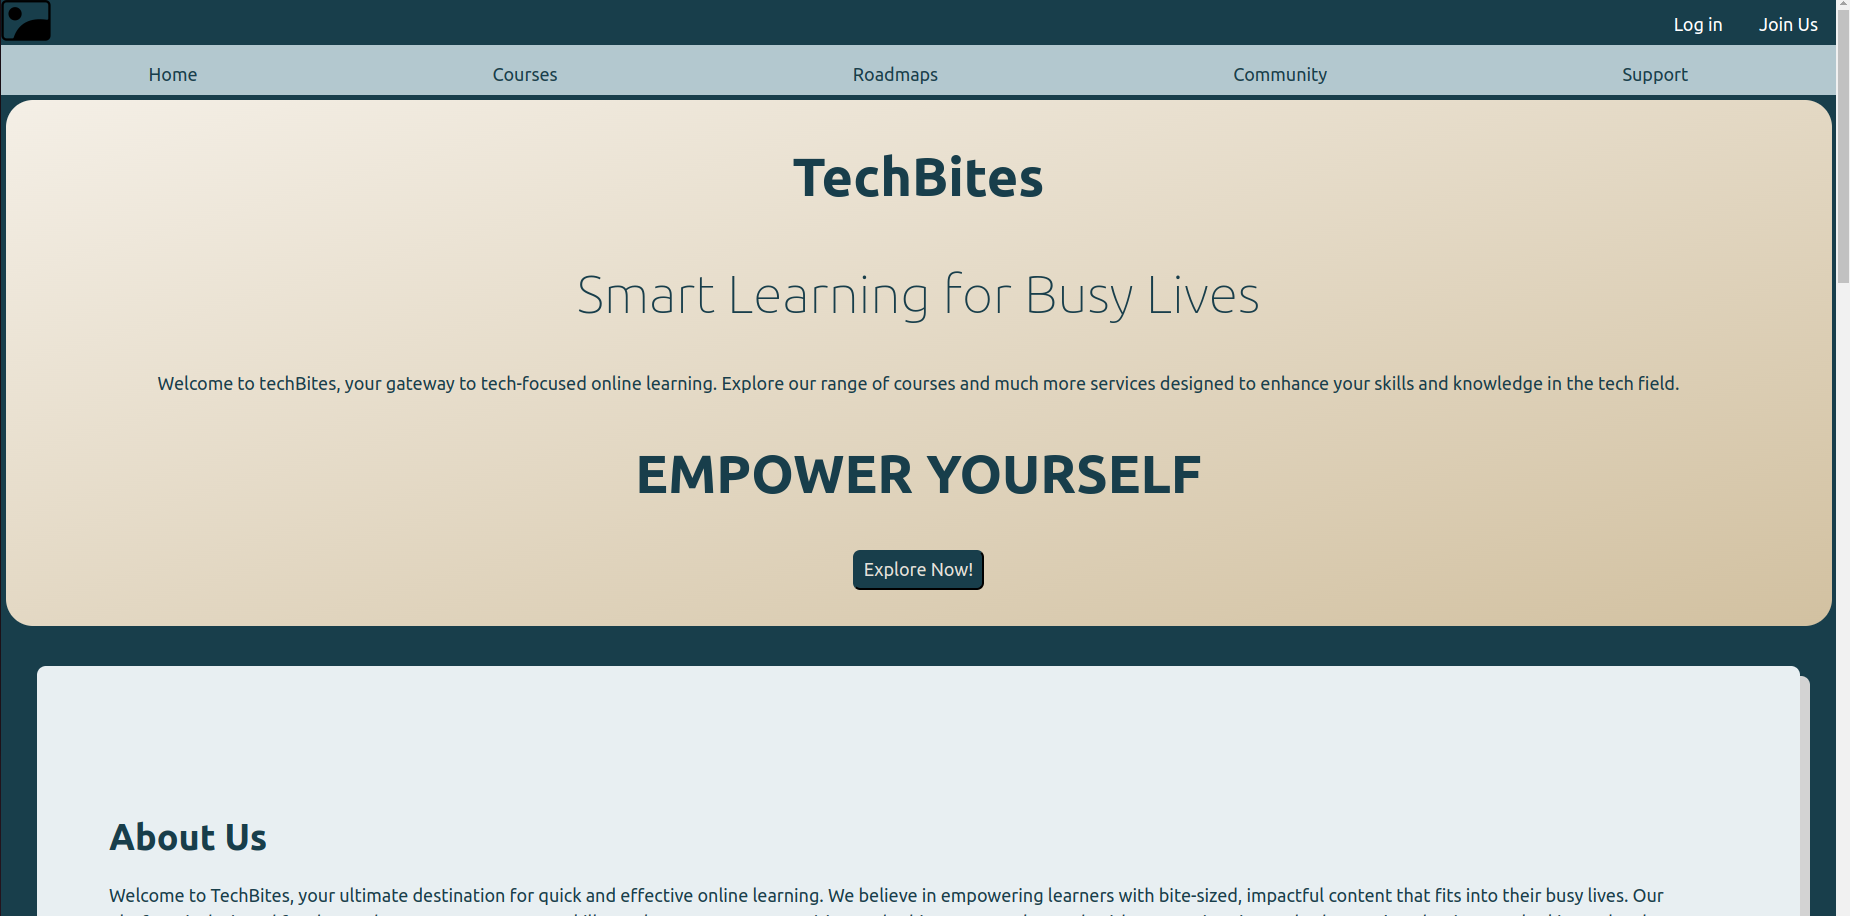 Log in Join Us
Home Courses Roadmaps Community Support
TechBites
Smart Learning for Busy Lives
Welcome to techBites, your gateway to tech-focused online learning. Explore our range of courses and much more services designed to enhance your skills and knowledge in the tech field.
EMPOWER YOURSELF
Explore Now!
About Us
Welcome to TechBites, your ultimate destination for quick and effective online learning. We believe in empowering learners with bite-sized, impactful content that fits into their busy lives. Our